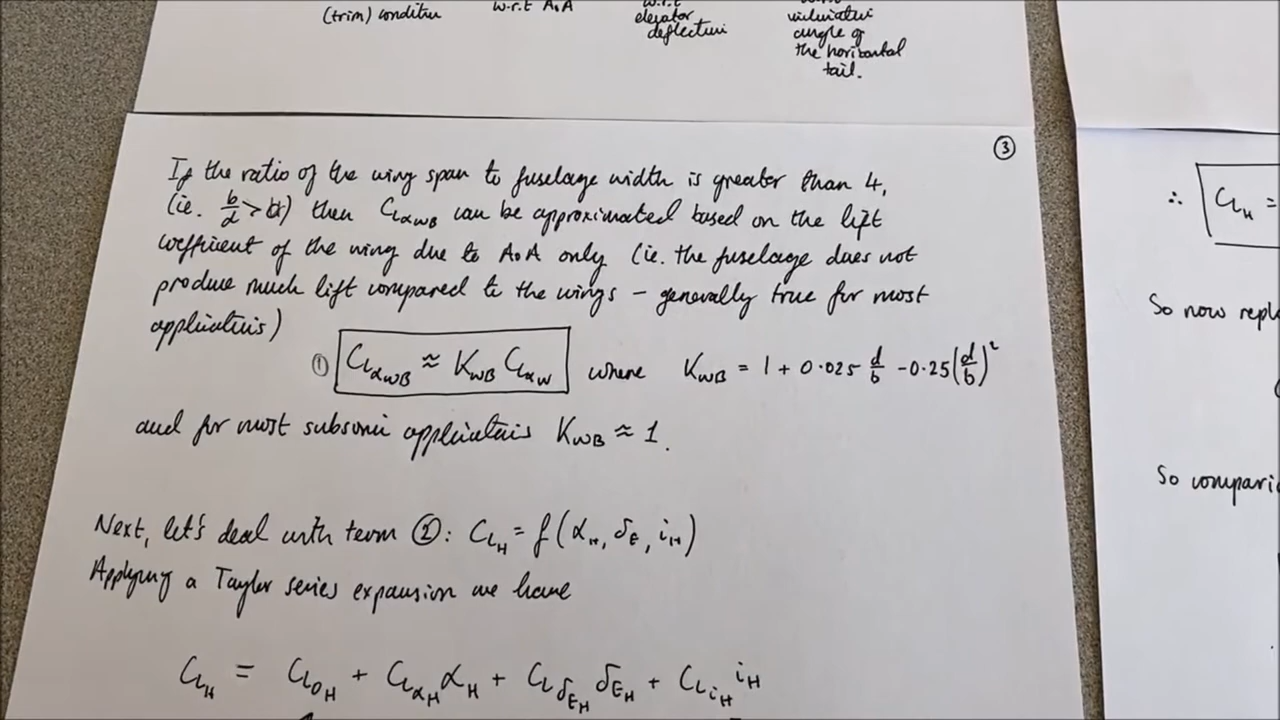 (trim) condition
w.r.t A.A
w.r.t
elevator
deflection
inclination
angle of
the horizontal
tail.
③
If the ratio of the wing span to fuselage width is greater than 4,
(ie. b/d > 4) then CLαWB can be approximated based on the lift
coefficient of the wing due to A.A only (ie. the fuselage does not
produce much lift compared to the wings – generally true for most
applications)
① CLαWB ≈ KWB CLαW where KWB = 1 + 0.025 d/b - 0.25(d/b)²
and for most subsonic applications KWB ≈ 1.
Next, let's deal with term ②: CLH = f(αH, δE, iH)
Applying a Taylor series expansion we have
CLH = CL0H + CLαH αH + CLδEH δEH + CLiH iH
∴ CLH =
So now repl
So compari